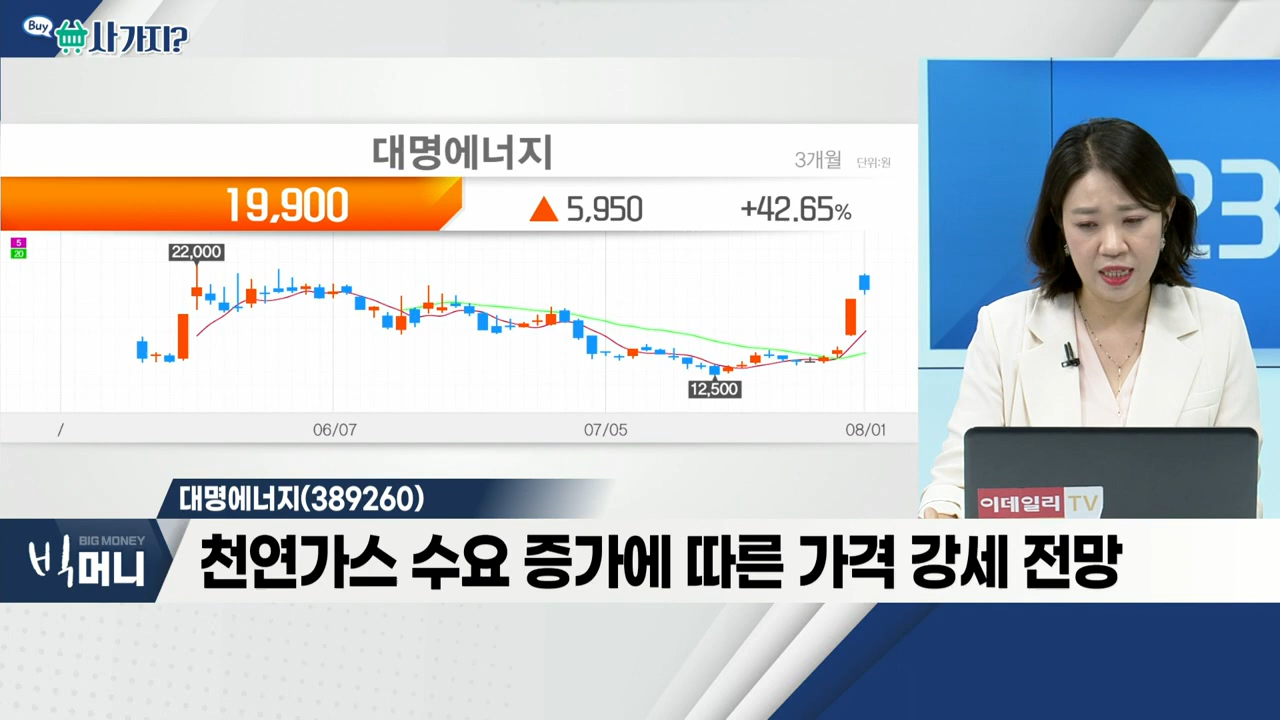 Buy 사가지?
대명에너지
3개월 단위:원
19,900 ▲ 5,950 +42.65%
5
20
22,000
12,500
/ 06/07 07/05 08/01
23
이데일리 TV
대명에너지(389260)
BIG MONEY
빅머니
천연가스 수요 증가에 따른 가격 강세 전망